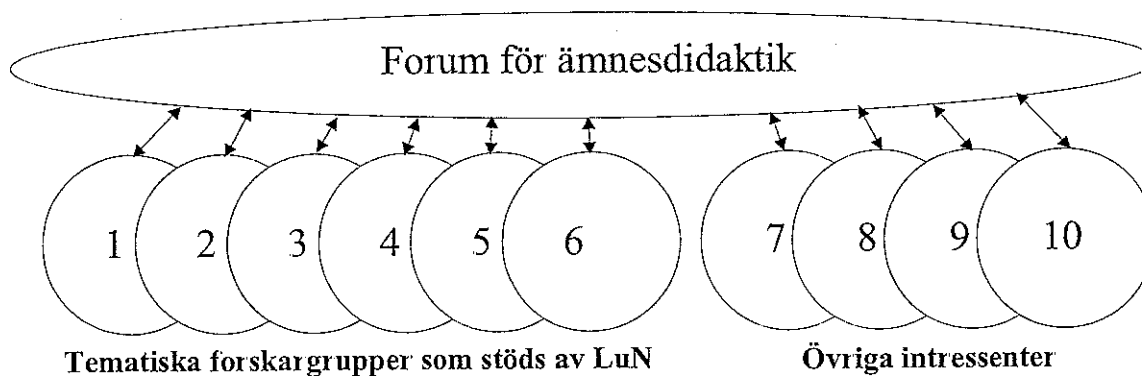 Forum för ämnesdidaktik
1 2 3 4 5 6 7 8 9 10
Tematiska forskargrupper som stöds av LuN Övriga intressenter